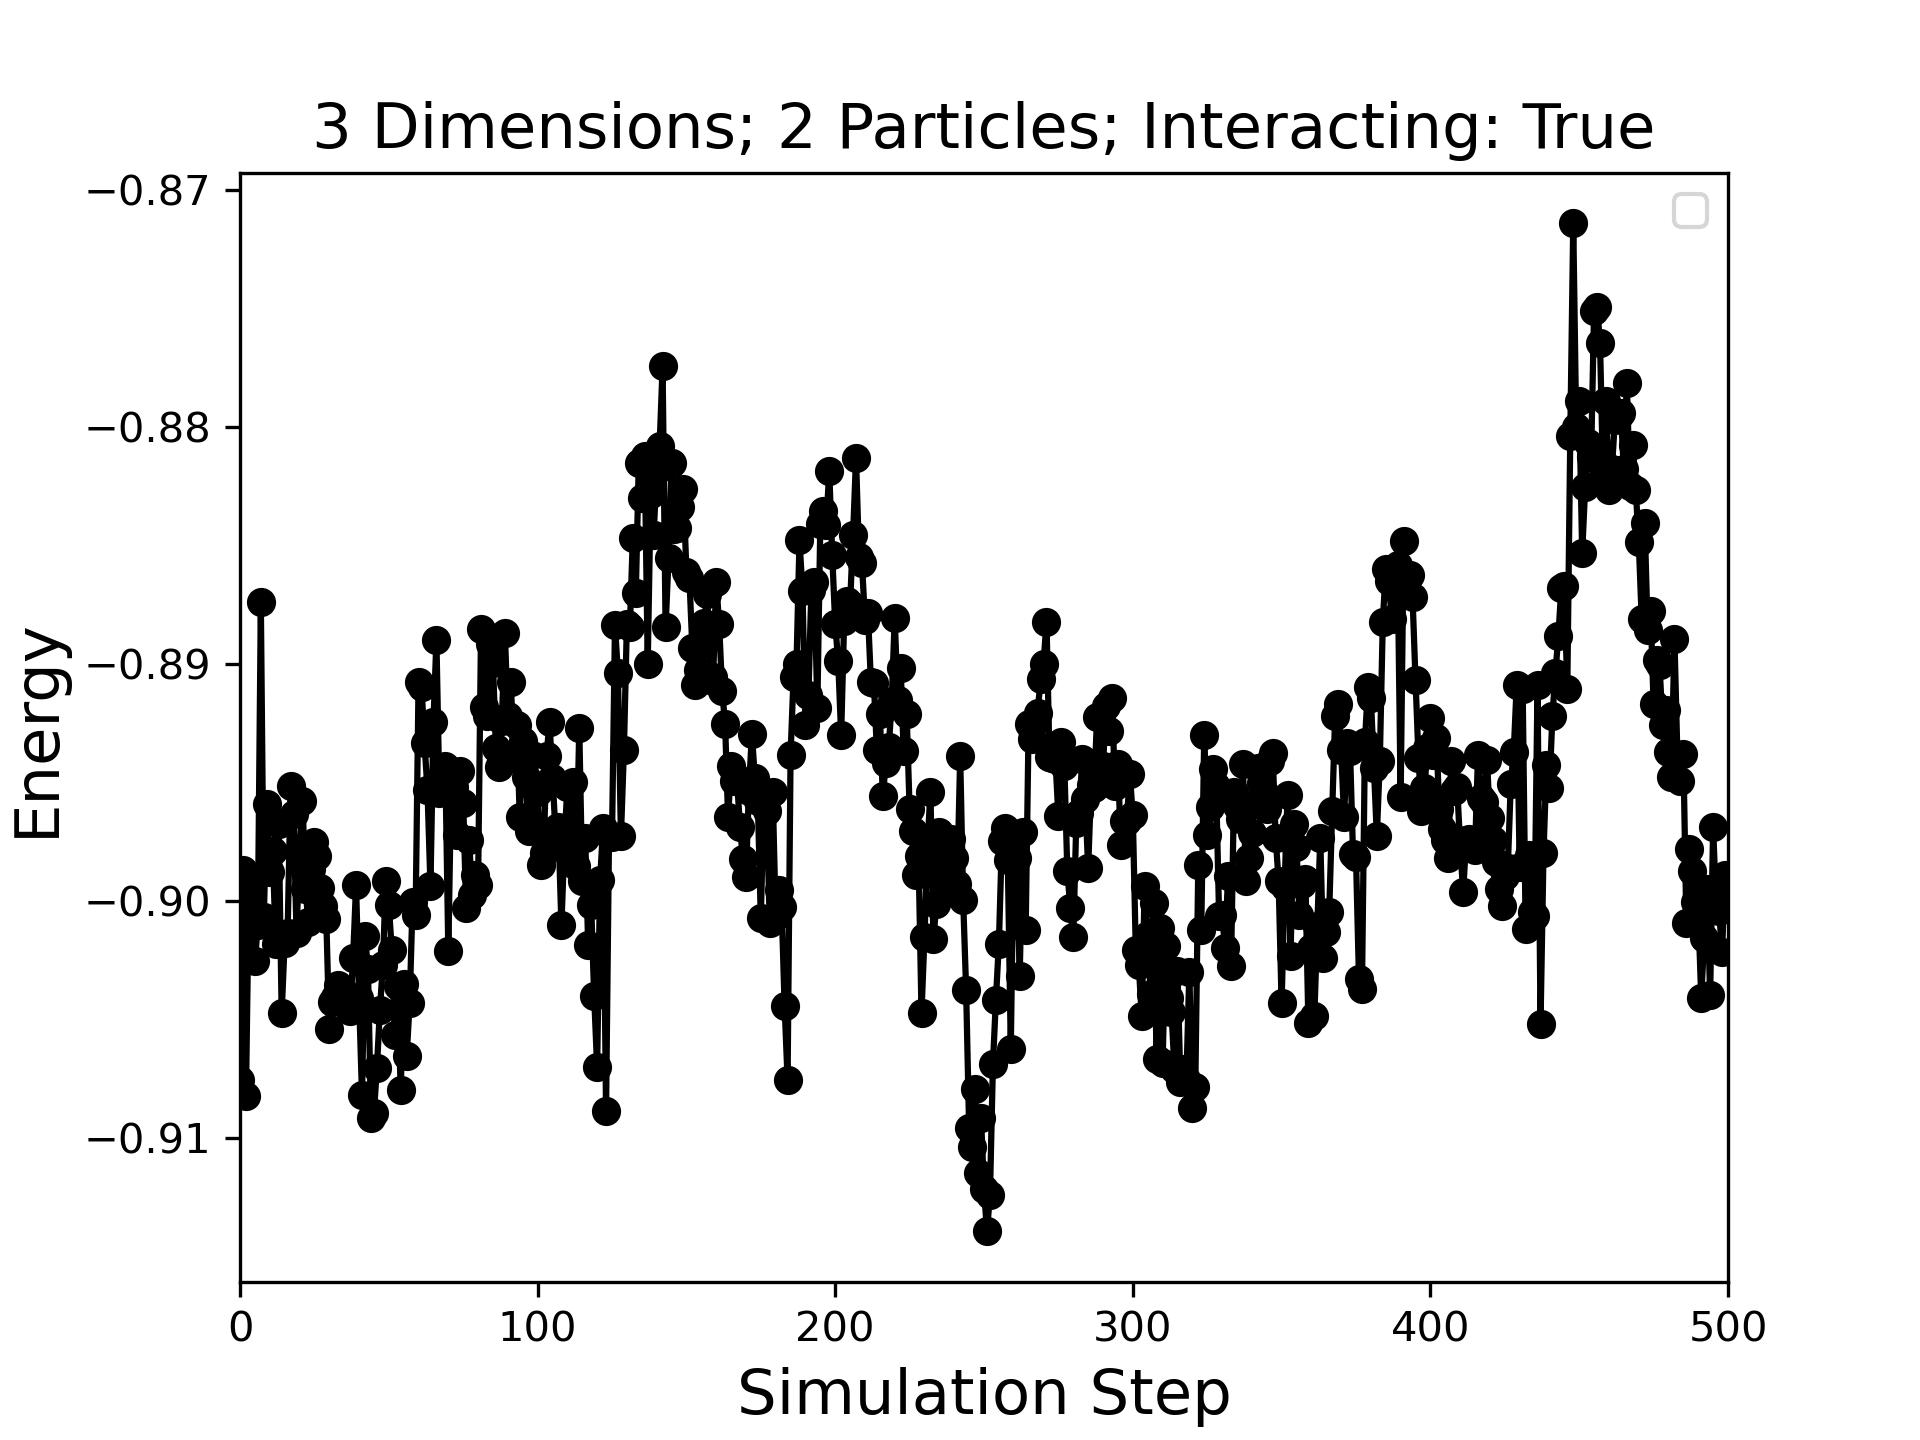 3 Dimensions; 2 Particles; Interacting: True
−0.87
−0.88
−0.89
−0.90
−0.91
Energy
0 100 200 300 400 500
Simulation Step